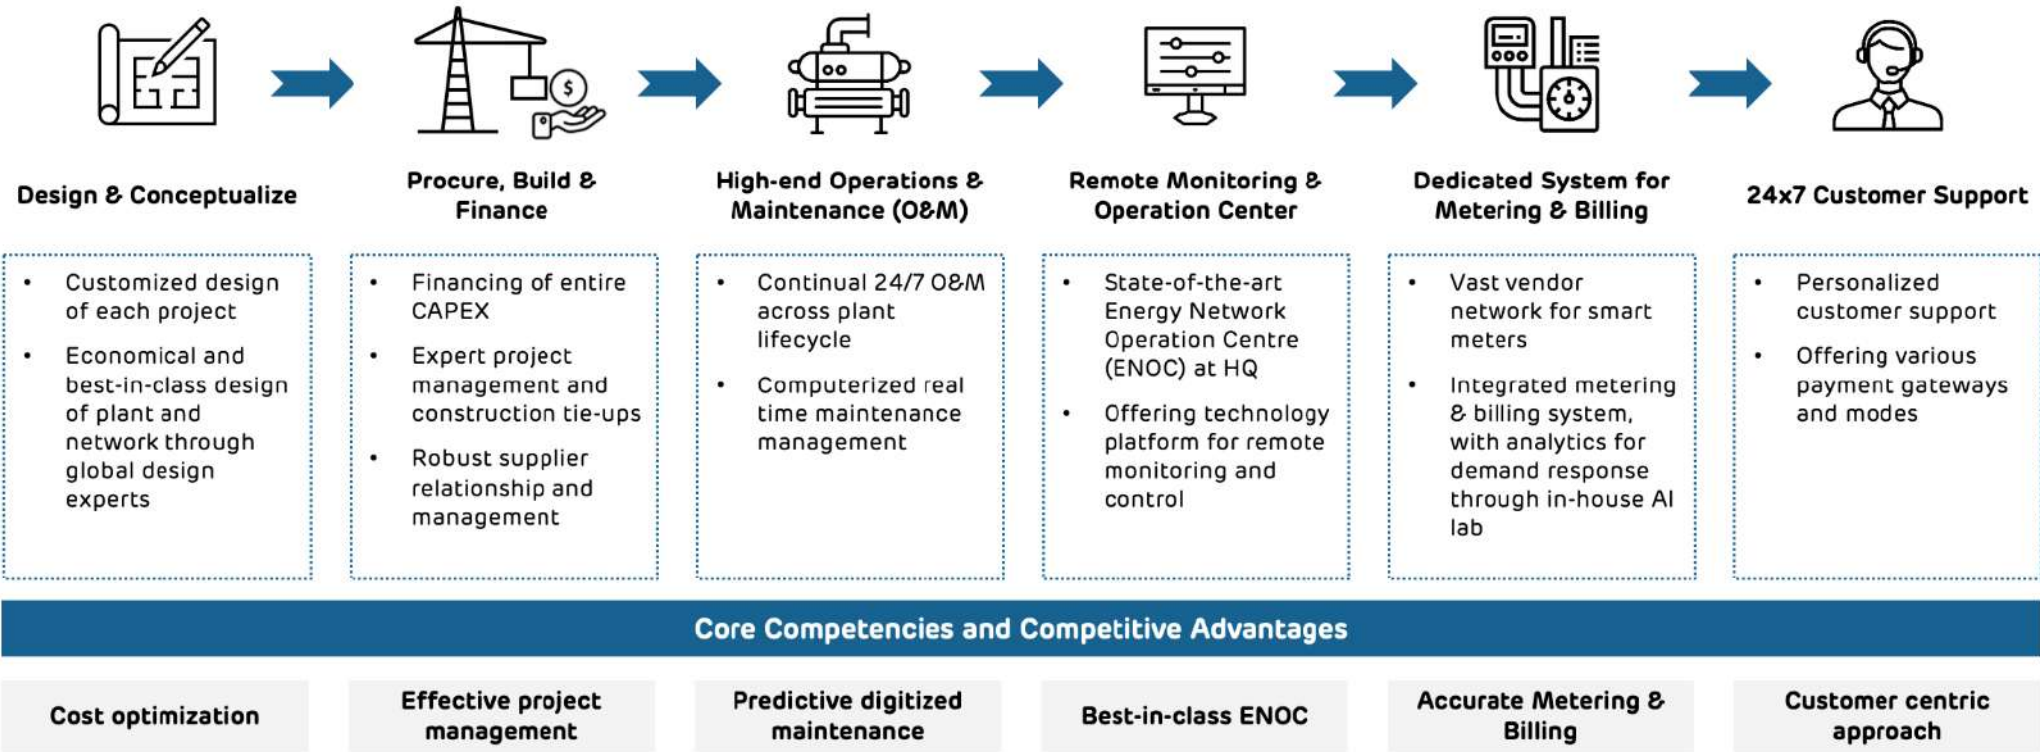 Design & Conceptualize
Procure, Build &
Finance
High-end Operations &
Maintenance (O&M)
Remote Monitoring &
Operation Center
Dedicated System for
Metering & Billing
24x7 Customer Support
• Customized design
of each project
• Economical and
best-in-class design
of plant and
network through
global design
experts
• Financing of entire
CAPEX
• Expert project
management and
construction tie-ups
• Robust supplier
relationship and
management
• Continual 24/7 O&M
across plant
lifecycle
• Computerized real
time maintenance
management
• State-of-the-art
Energy Network
Operation Centre
(ENOC) at HQ
• Offering technology
platform for remote
monitoring and
control
• Vast vendor
network for smart
meters
• Integrated metering
& billing system,
with analytics for
demand response
through in-house AI
lab
• Personalized
customer support
• Offering various
payment gateways
and modes
Core Competencies and Competitive Advantages
Cost optimization
Effective project
management
Predictive digitized
maintenance
Best-in-class ENOC
Accurate Metering &
Billing
Customer centric
approach